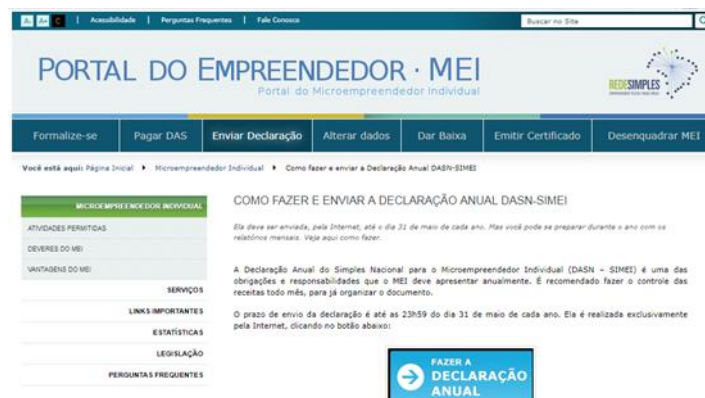 A- A+ C | Acessibilidade | Perguntas Frequentes | Fale Conosco
Buscar no Site
PORTAL DO EMPREENDEDOR · MEI
Portal do Microempreendedor Individual
REDESIMPLES
Formalize-se Pagar DAS Enviar Declaração Alterar dados Dar Baixa Emitir Certificado Desenquadrar MEI
Você está aqui: Página Inicial Microempreendedor Individual Como fazer e enviar a Declaração Anual DASN-SIMEI
MICROEMPREENDEDOR INDIVIDUAL
ATIVIDADES PERMITIDAS
DEVERES DO MEI
VANTAGENS DO MEI
SERVIÇOS
LINKS IMPORTANTES
ESTATÍSTICAS
LEGISLAÇÃO
PERGUNTAS FREQUENTES
COMO FAZER E ENVIAR A DECLARAÇÃO ANUAL DASN-SIMEI
Ela deve ser enviada, pela Internet, até o dia 31 de maio de cada ano. Mas você pode se preparar durante o ano com os
relatórios mensais. Veja aqui como fazer.
A Declaração Anual do Simples Nacional para o Microempreendedor Individual (DASN – SIMEI) é uma das
obrigações e responsabilidades que o MEI deve apresentar anualmente. É recomendado fazer o controle das
receitas todo mês, para já organizar o documento.
O prazo de envio da declaração é até as 23h59 do dia 31 de maio de cada ano. Ela é realizada exclusivamente
pela Internet, clicando no botão abaixo:
FAZER A
DECLARAÇÃO
ANUAL